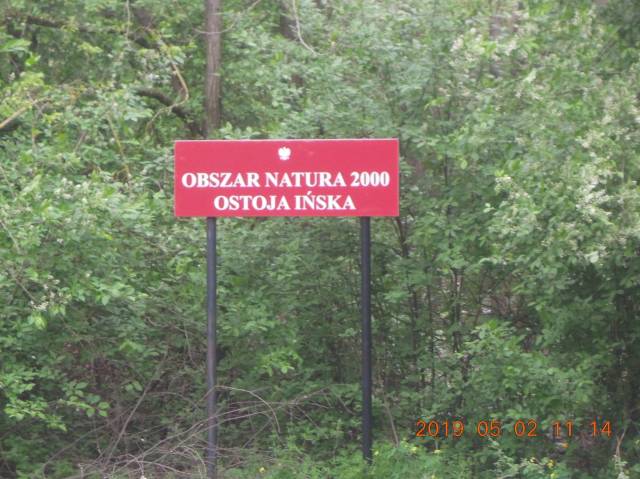 OBSZAR NATURA 2000
OSTOJA IŃSKA
2019 05 02 11 14